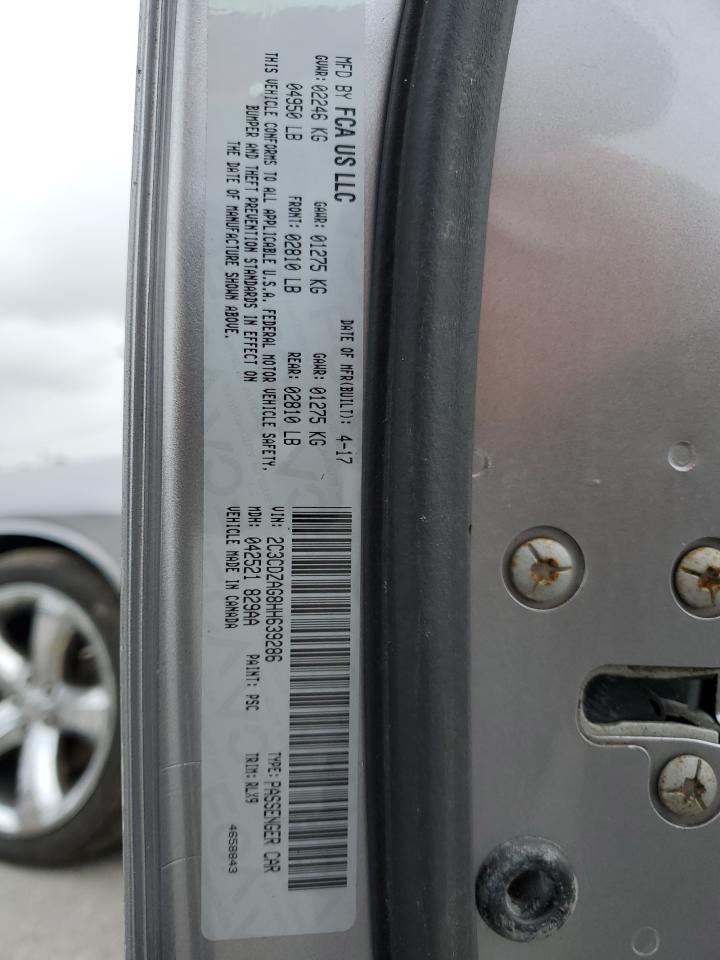 MFD BY FCA US LLC
DATE OF MFR(BUILT): 4-17
GVWR: 02246 KG GAWR: 01275 KG GAWR: 01275 KG
04950 LB FRONT: 02810 LB REAR: 02810 LB
THIS VEHICLE CONFORMS TO ALL APPLICABLE U.S.A. FEDERAL MOTOR VEHICLE SAFETY,
BUMPER AND THEFT PREVENTION STANDARDS IN EFFECT ON
THE DATE OF MANUFACTURE SHOWN ABOVE.
VIN: 2C3CDZAG8HH639286 TYPE: PASSENGER CAR
MDH: 042521 829AA PAINT: PSC TRIM: RLX9
VEHICLE MADE IN CANADA 4658843